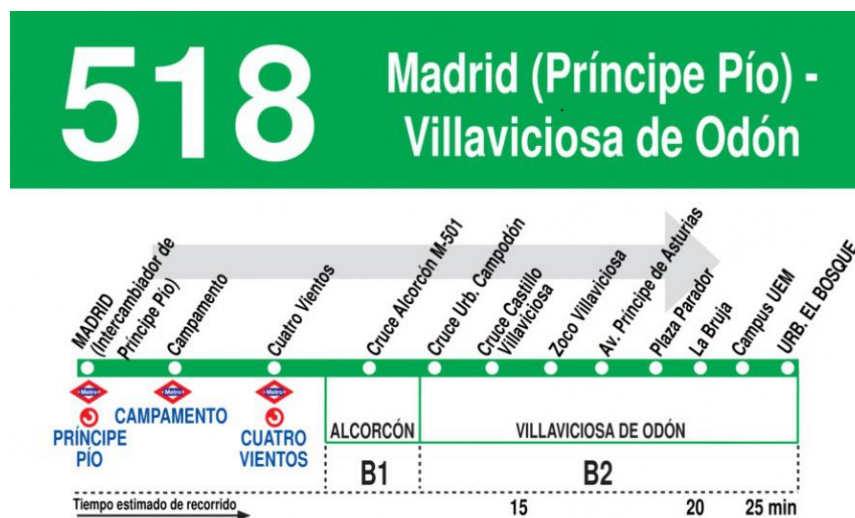 518
Madrid (Príncipe Pío) -
Villaviciosa de Odón
MADRID
(Intercambiador de
Príncipe Pío)
Campamento
Cuatro Vientos
Cruce Alcorcón M-501
Cruce Urb. Campodón
Cruce Castillo
Villaviciosa
Zoco Villaviciosa
Av. Príncipe de Asturias
Plaza Parador
La Bruja
Campus UEM
URB. EL BOSQUE
Metro
Metro
Metro
PRÍNCIPE
PÍO
CAMPAMENTO
CUATRO
VIENTOS
ALCORCÓN
VILLAVICIOSA DE ODÓN
B1
B2
Tiempo estimado de recorrido
15
20
25 min